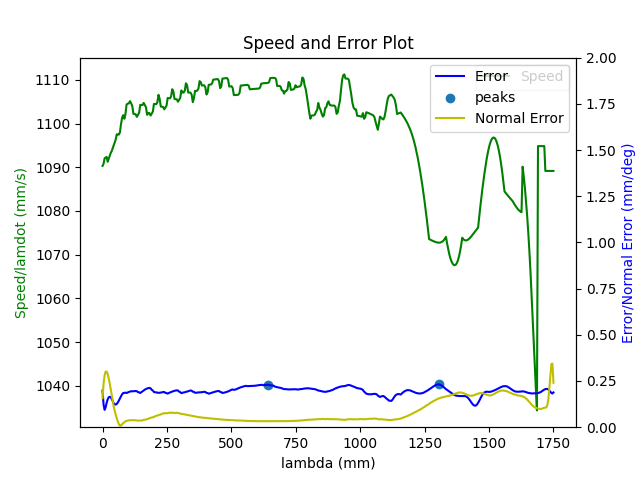 Speed and Error Plot
Speed/lamdot (mm/s)
1110
1100
1090
1080
1070
1060
1050
1040
Error
Speed
peaks
Normal Error
2.00
1.75
1.50
1.25
1.00
0.75
0.50
0.25
0.00
Error/Normal Error (mm/deg)
0 250 500 750 1000 1250 1500 1750
lambda (mm)